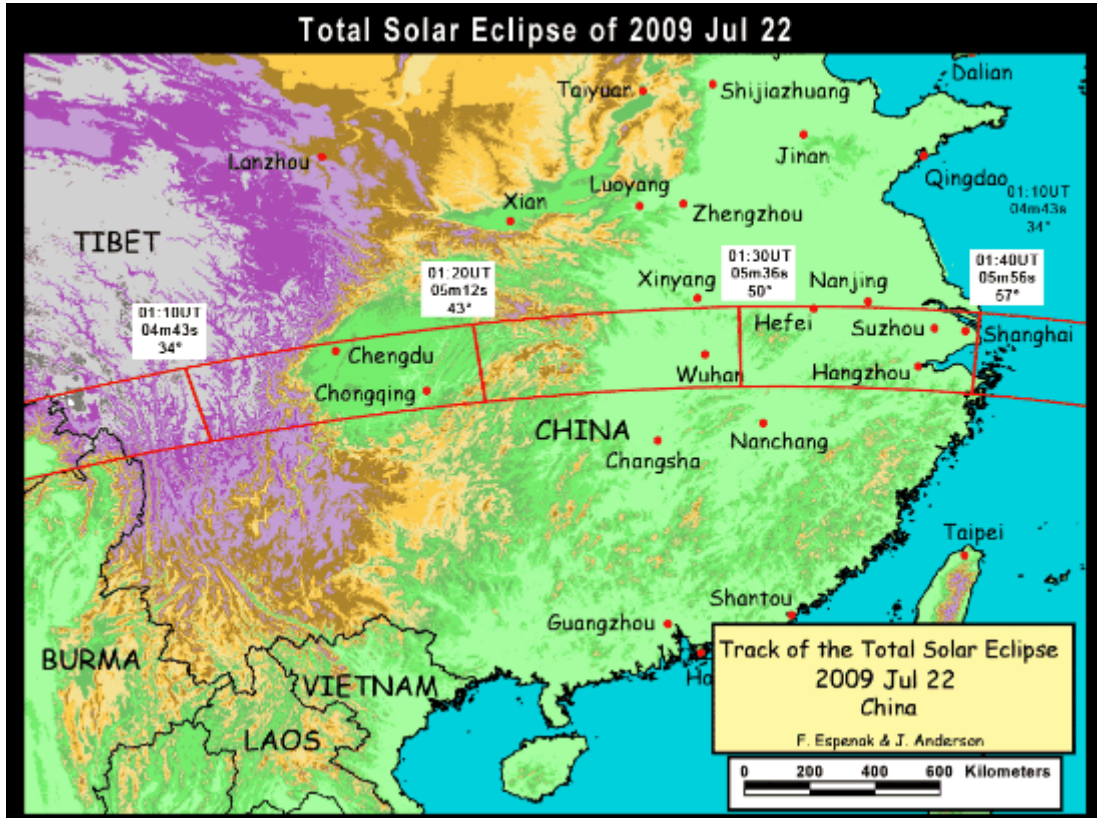 Total Solar Eclipse of 2009 Jul 22
Dalian
Taiyuar
Shijiazhuang
Jinan
Lanzhou
Qingdao
Luoyang
Xian
Zhengzhou
01:10UT
04m43s
34°
TIBET
01:20UT
05m12s
43°
01:30UT
05m36s
50°
01:40UT
05m56s
57°
Xinyang
Nanjing
01:10UT
04m43s
34°
Hefei
Suzhou
Shanghai
Chengdu
Wuhan
Hangzhou
Chongqing
CHINA
Nanchang
Changsha
Taipei
Shantou
Guangzhou
BURMA
VIETNAM
LAOS
Ho
Track of the Total Solar Eclipse
2009 Jul 22
China
F. Espenak & J. Anderson
0 200 400 600 Kilometers